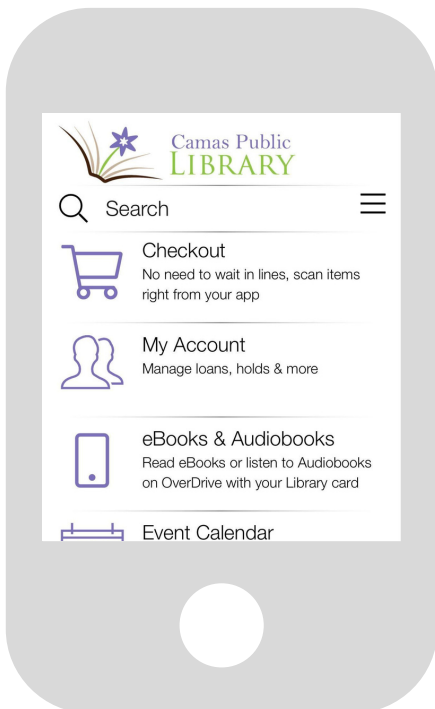 Camas Public
LIBRARY
Search
Checkout
No need to wait in lines, scan items
right from your app
My Account
Manage loans, holds & more
eBooks & Audiobooks
Read eBooks or listen to Audiobooks
on OverDrive with your Library card
Event Calendar